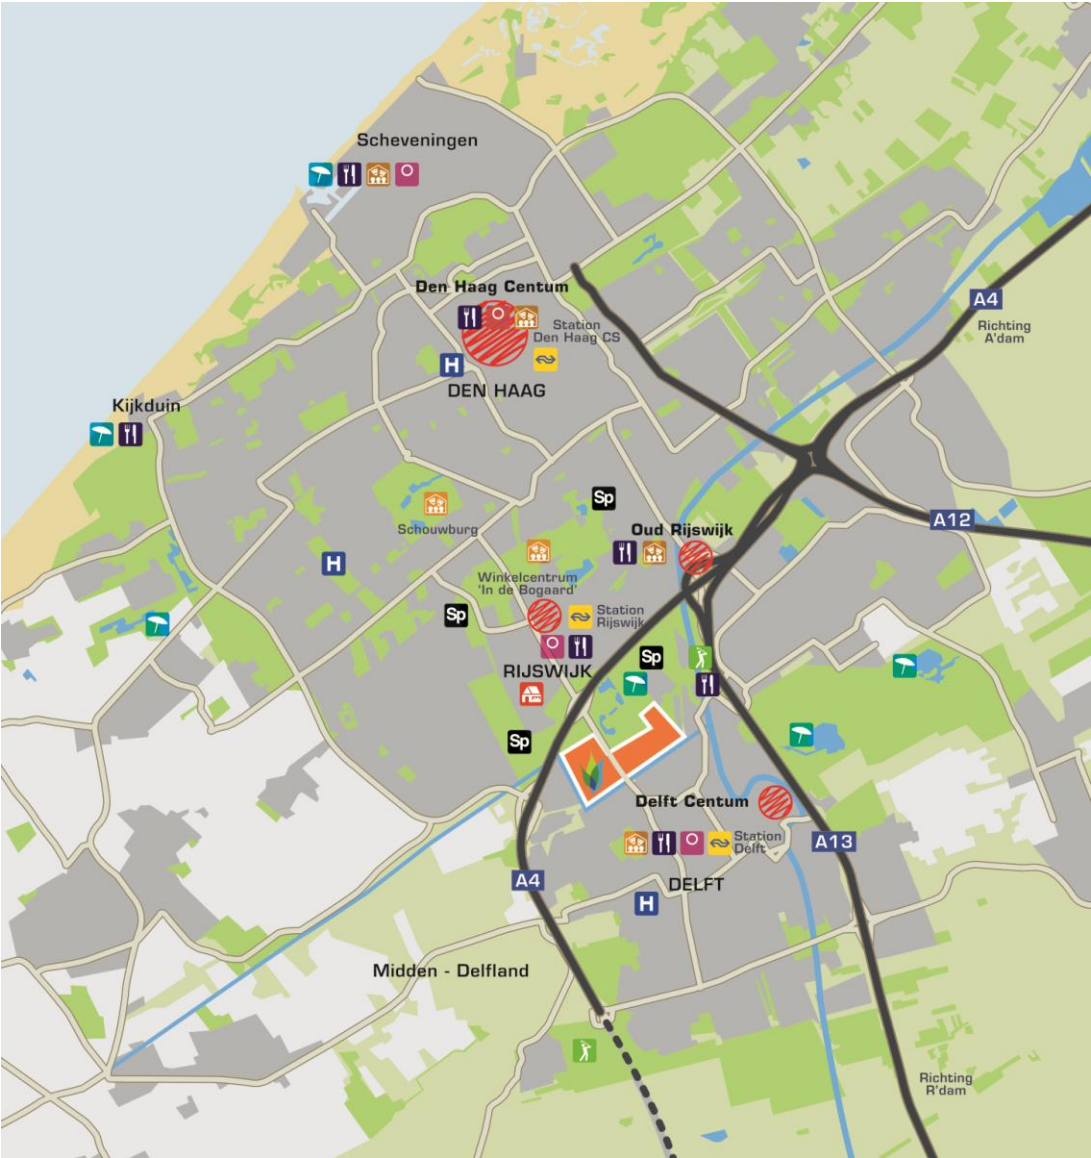 Scheveningen
Den Haag Centum
Station
Den Haag CS
H
DEN HAAG
A4
Richting
A'dam
Kijkduin
Schouwburg
Sp
Oud Rijswijk
A12
H
Winkelcentrum
'In de Bogaard'
Sp
Station
Rijswijk
Sp
RIJSWIJK
Sp
Delft Centum
Station
Delft
A13
A4
DELFT
H
Midden - Delfland
Richting
R'dam